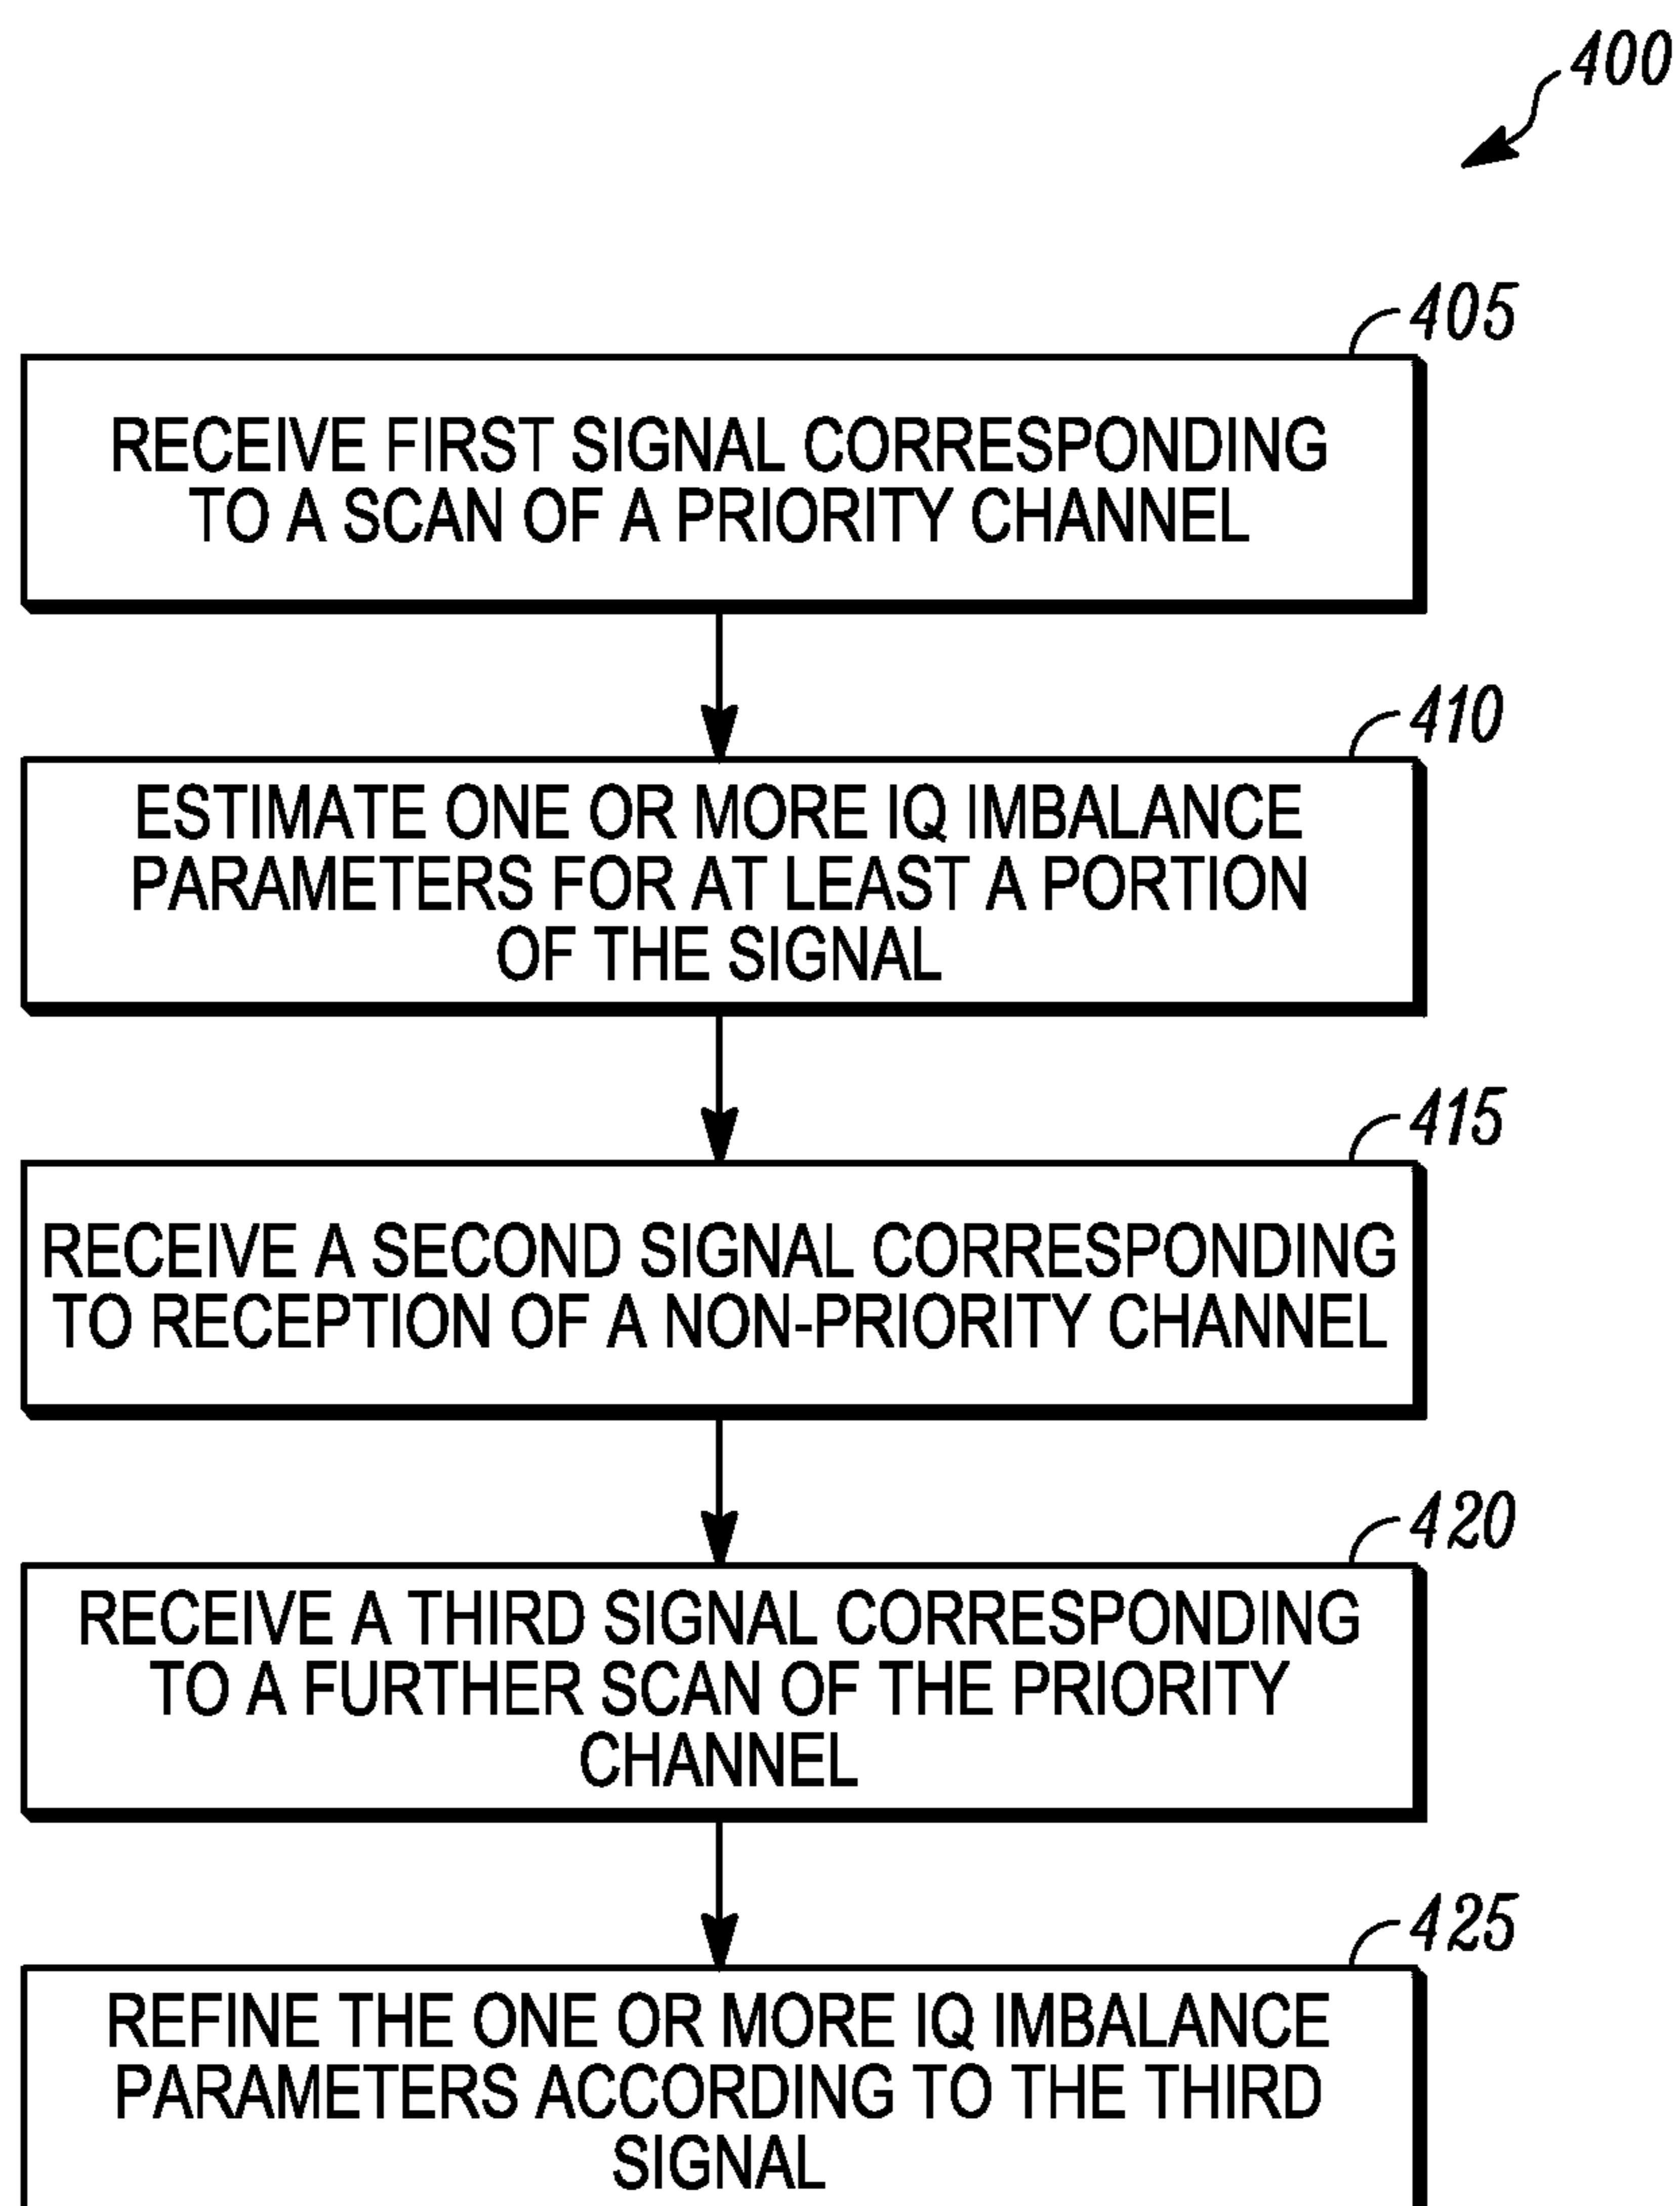 400
405
RECEIVE FIRST SIGNAL CORRESPONDING
TO A SCAN OF A PRIORITY CHANNEL
410
ESTIMATE ONE OR MORE IQ IMBALANCE
PARAMETERS FOR AT LEAST A PORTION
OF THE SIGNAL
415
RECEIVE A SECOND SIGNAL CORRESPONDING
TO RECEPTION OF A NON-PRIORITY CHANNEL
420
RECEIVE A THIRD SIGNAL CORRESPONDING
TO A FURTHER SCAN OF THE PRIORITY
CHANNEL
425
REFINE THE ONE OR MORE IQ IMBALANCE
PARAMETERS ACCORDING TO THE THIRD
SIGNAL